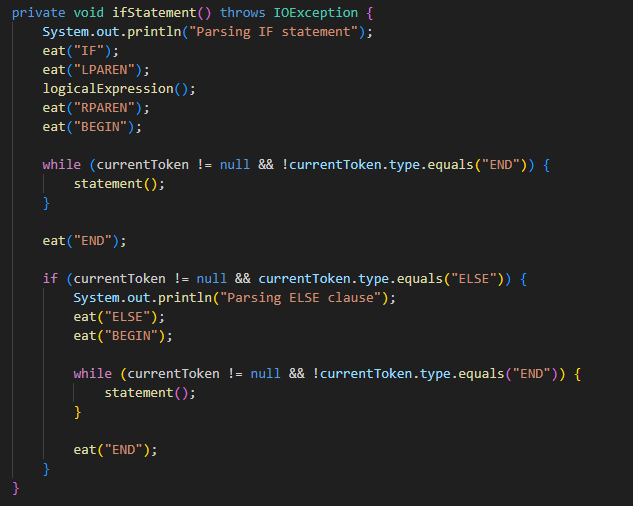 private void ifStatement() throws IOException {
    System.out.println("Parsing IF statement");
    eat("IF");
    eat("LPAREN");
    logicalExpression();
    eat("RPAREN");
    eat("BEGIN");

    while (currentToken != null && !currentToken.type.equals("END")) {
        statement();
    }

    eat("END");

    if (currentToken != null && currentToken.type.equals("ELSE")) {
        System.out.println("Parsing ELSE clause");
        eat("ELSE");
        eat("BEGIN");

        while (currentToken != null && !currentToken.type.equals("END")) {
            statement();
        }

        eat("END");
    }
}